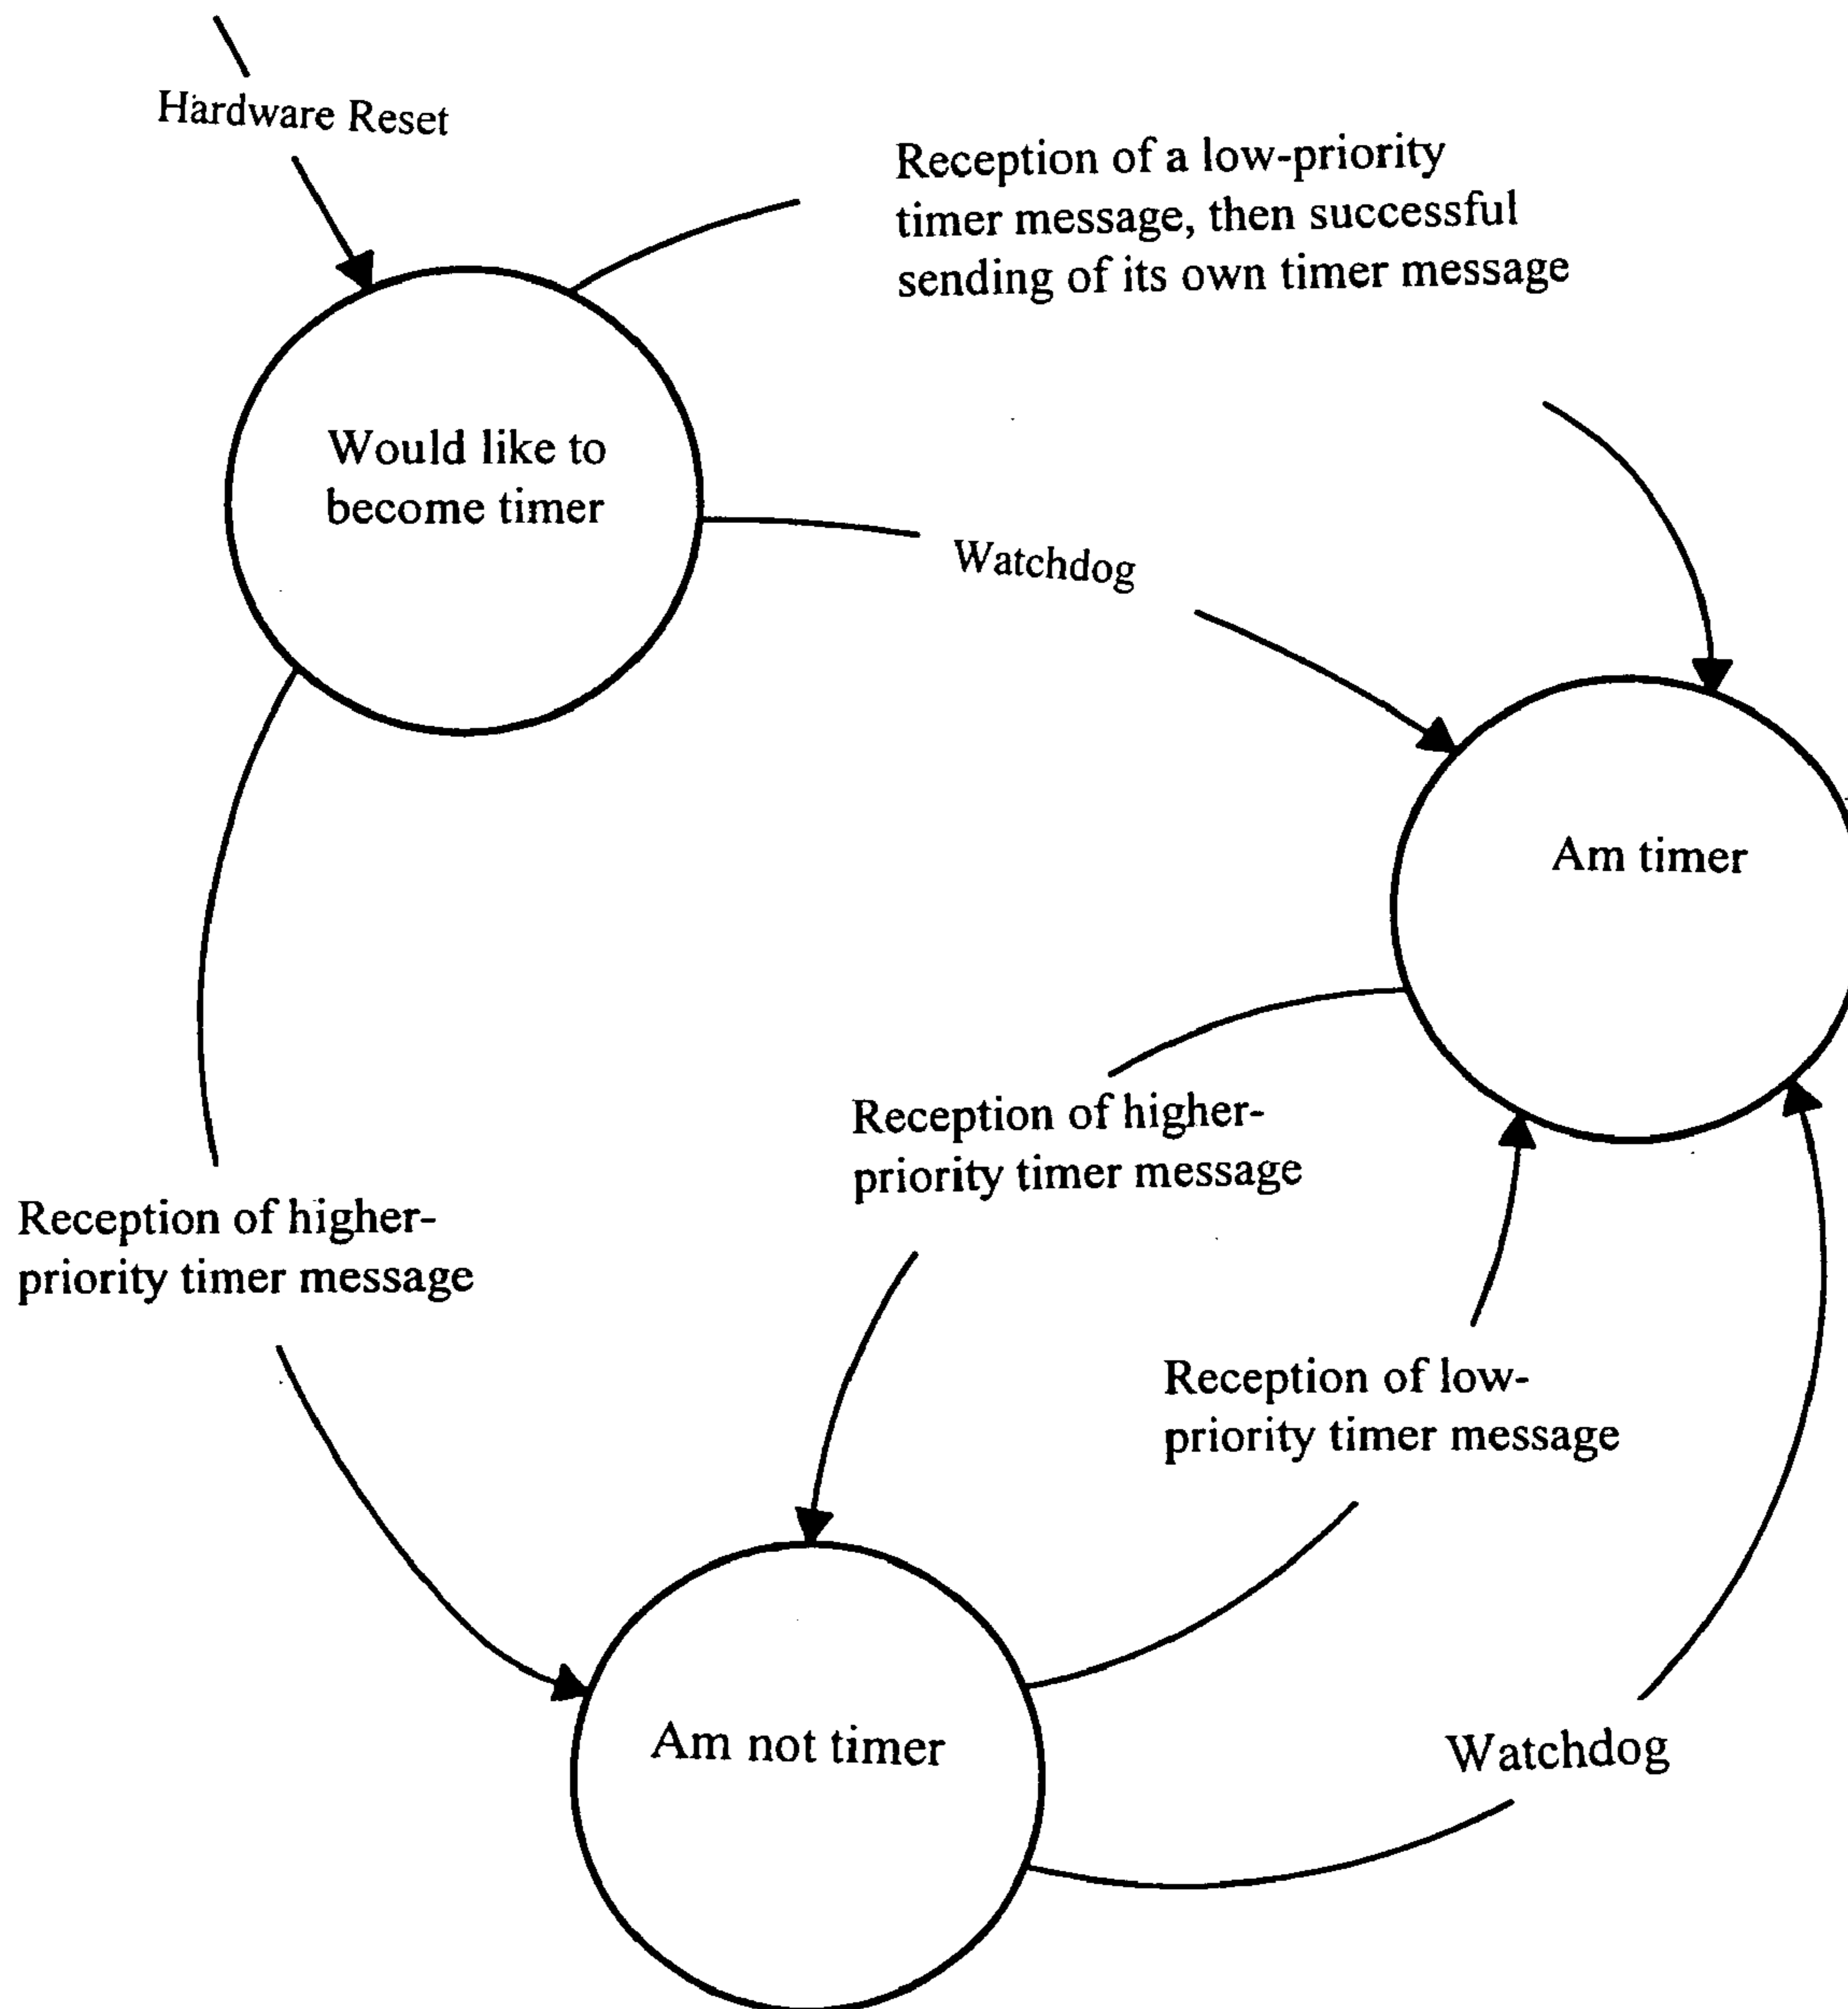 Hardware Reset
Reception of a low-priority
timer message, then successful
sending of its own timer message
Would like to
become timer
Watchdog
Am timer
Reception of higher-
priority timer message
Reception of higher-
priority timer message
Reception of low-
priority timer message
Am not timer
Watchdog